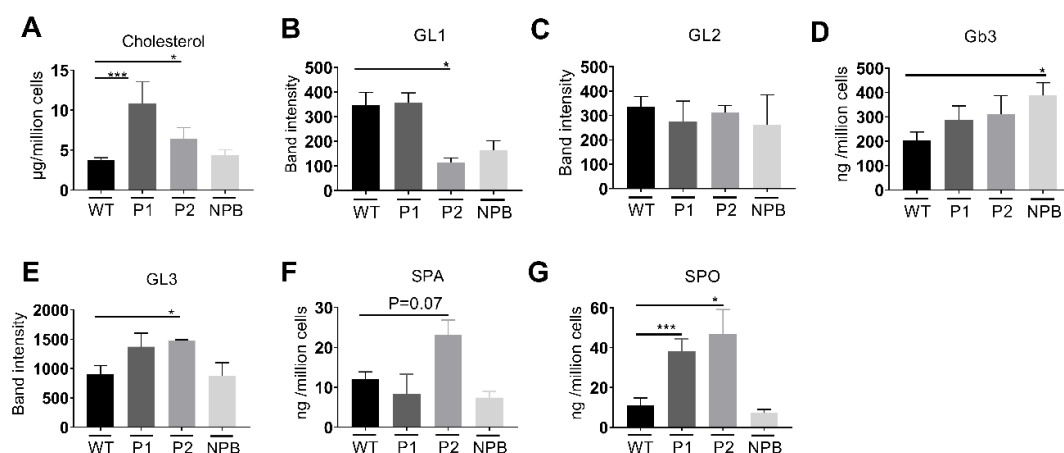 A
Cholesterol
*
***
15
10
5
0
µg/million cells
WT P1 P2 NPB
B
GL1
*
500
400
300
200
100
0
Band intensity
WT P1 P2 NPB
C
GL2
500
400
300
200
100
0
Band intensity
WT P1 P2 NPB
D
Gb3
*
500
400
300
200
100
0
ng /million cells
WT P1 P2 NPB
E
GL3
*
2000
1500
1000
500
0
Band intensity
WT P1 P2 NPB
F
SPA
P=0.07
30
20
10
0
ng /million cells
WT P1 P2 NPB
G
SPO
*
***
60
40
20
0
ng /million cells
WT P1 P2 NPB